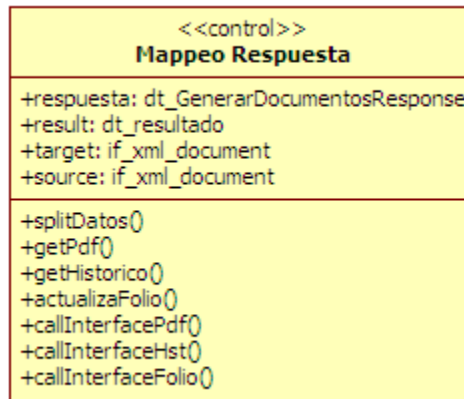 <<control>>
Mappeo Respuesta
+respuesta: dt_GenerarDocumentosResponse
+result: dt_resultado
+target: if_xml_document
+source: if_xml_document
+splitDatos()
+getPdf()
+getHistorico()
+actualizaFolio()
+callInterfacePdf()
+callInterfaceHst()
+callInterfaceFolio()